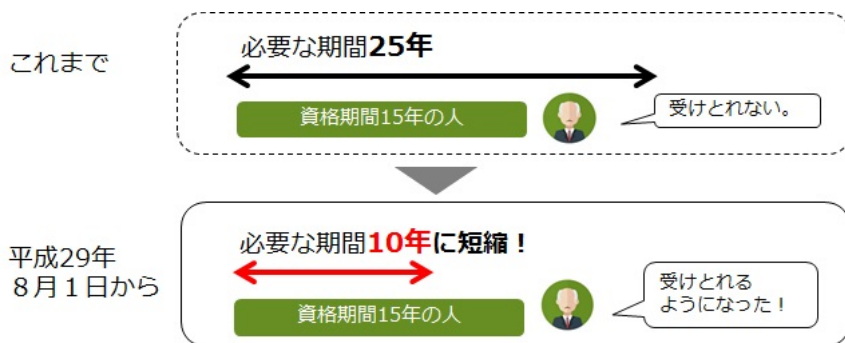 これまで
必要な期間25年
資格期間15年の人
受けとれない。
平成29年
８月１日から
必要な期間10年に短縮！
資格期間15年の人
受けとれる
ようになった！